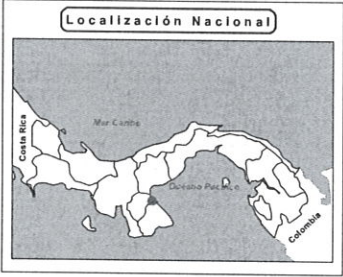 Localización Nacional
Mar Caribe
Costa Rica
Océano Pacífico
Colombia